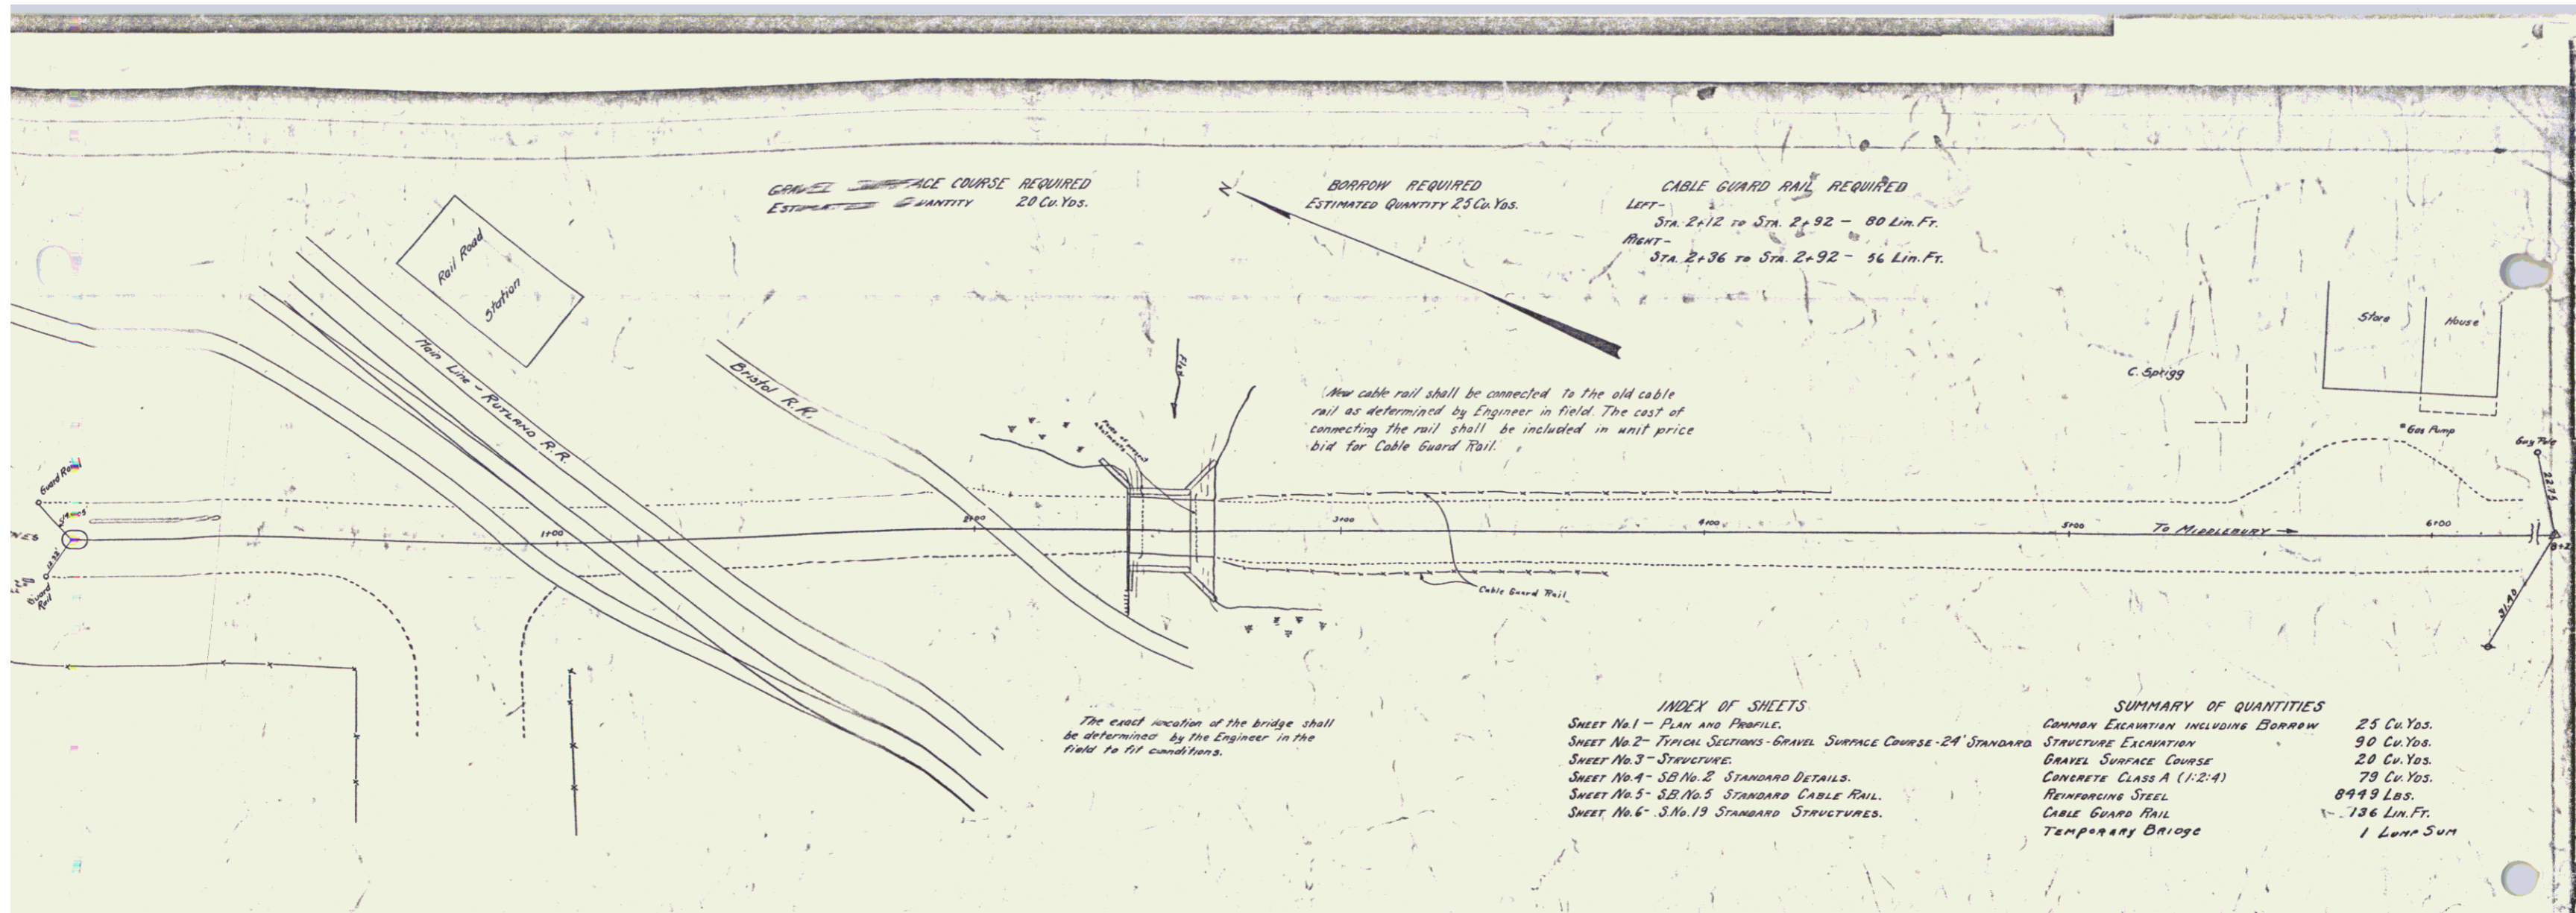 GRAVEL SURFACE COURSE REQUIRED
ESTIMATED QUANTITY 20 CU. YDS.
N
BORROW REQUIRED
ESTIMATED QUANTITY 25 CU. YDS.
CABLE GUARD RAIL REQUIRED
LEFT-
STA. 2+12 TO STA. 2+92 - 80 LIN. FT.
RIGHT-
STA. 2+36 TO STA. 2+92 - 56 LIN. FT.
Rail Road
Station
Main Line - RUTLAND R.R.
Bristol R.R.
Flow
New cable rail shall be connected to the old cable
rail as determined by Engineer in field. The cost of
connecting the rail shall be included in unit price
bid for Cable Guard Rail.
C. Sprigg
Store
House
Gas Pump
Guy Pole
22.75
Guard Rail
1+00
2+00
3+00
4+00
5+00
TO MIDDLEBURY
6+00
31.40
Guard
Rail
Cable Guard Rail
The exact location of the bridge shall
be determined by the Engineer in the
field to fit conditions.
INDEX OF SHEETS
SHEET No.1 - PLAN AND PROFILE.
SHEET No.2 - TYPICAL SECTIONS - GRAVEL SURFACE COURSE - 24' STANDARD
SHEET No.3 - STRUCTURE.
SHEET No.4 - SB No.2 STANDARD DETAILS.
SHEET No.5 - S.B. No.5 STANDARD CABLE RAIL.
SHEET No.6 - S. No.19 STANDARD STRUCTURES.
SUMMARY OF QUANTITIES
COMMON EXCAVATION INCLUDING BORROW 25 CU. YDS.
STRUCTURE EXCAVATION 90 CU. YDS.
GRAVEL SURFACE COURSE 20 CU. YDS.
CONCRETE CLASS A (1:2:4) 79 CU. YDS.
REINFORCING STEEL 8449 LBS.
CABLE GUARD RAIL 136 LIN. FT.
TEMPORARY BRIDGE 1 LUMP SUM